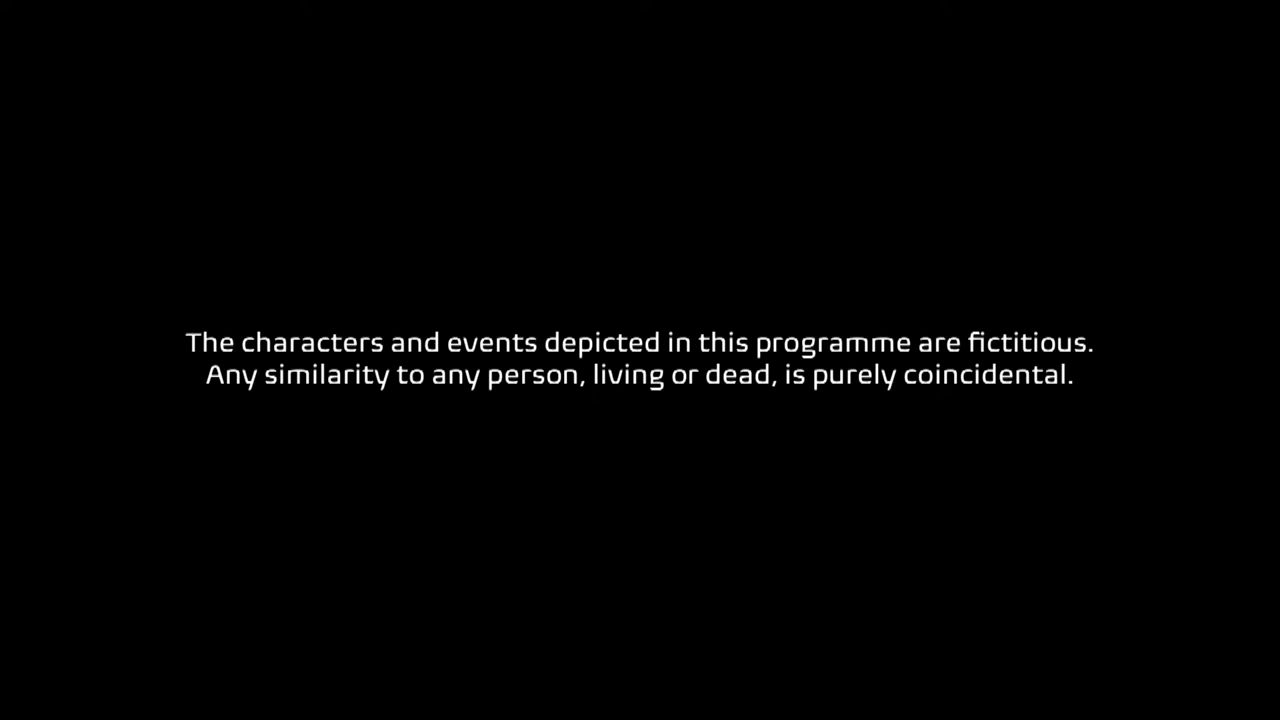 The characters and events depicted in this programme are fictitious.
Any similarity to any person, living or dead, is purely coincidental.